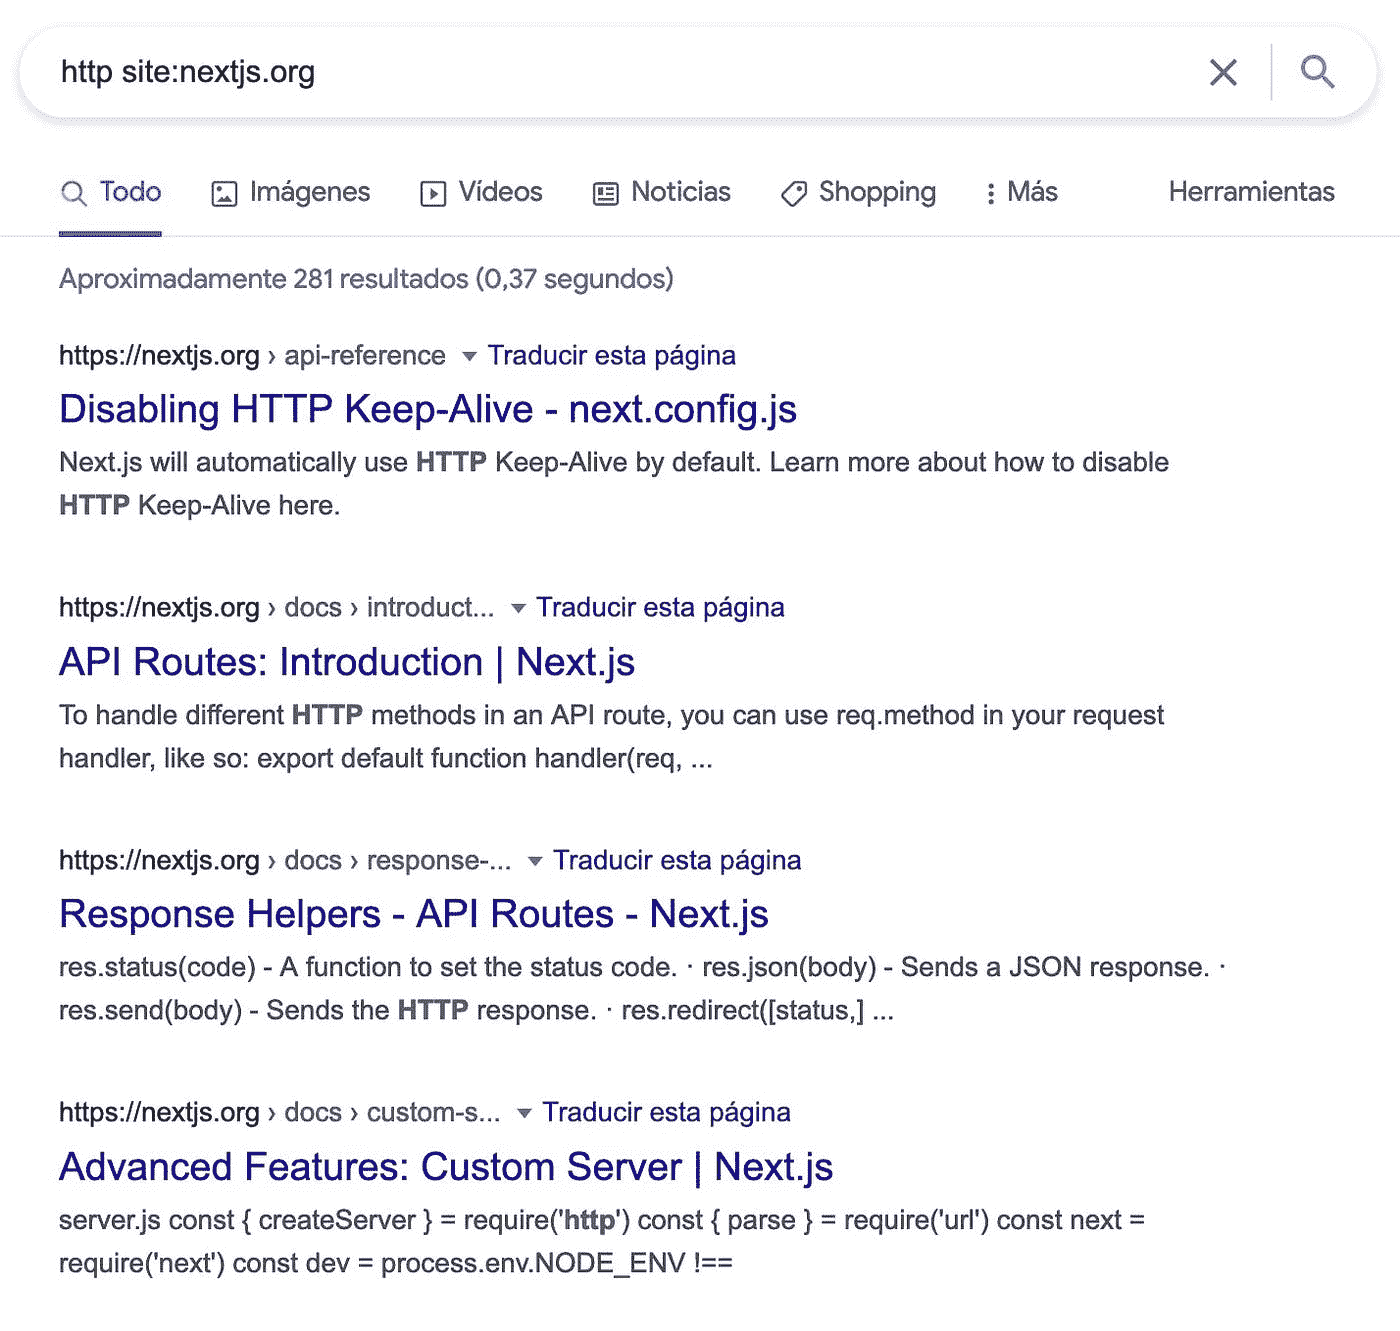 http site:nextjs.org
Todo Imágenes Vídeos Noticias Shopping Más Herramientas
Aproximadamente 281 resultados (0,37 segundos)
https://nextjs.org › api-reference Traducir esta página
Disabling HTTP Keep-Alive - next.config.js
Next.js will automatically use HTTP Keep-Alive by default. Learn more about how to disable
HTTP Keep-Alive here.
https://nextjs.org › docs › introduct... Traducir esta página
API Routes: Introduction | Next.js
To handle different HTTP methods in an API route, you can use req.method in your request
handler, like so: export default function handler(req, ...
https://nextjs.org › docs › response-... Traducir esta página
Response Helpers - API Routes - Next.js
res.status(code) - A function to set the status code. · res.json(body) - Sends a JSON response. ·
res.send(body) - Sends the HTTP response. · res.redirect([status,] ...
https://nextjs.org › docs › custom-s... Traducir esta página
Advanced Features: Custom Server | Next.js
server.js const { createServer } = require('http') const { parse } = require('url') const next =
require('next') const dev = process.env.NODE_ENV !==